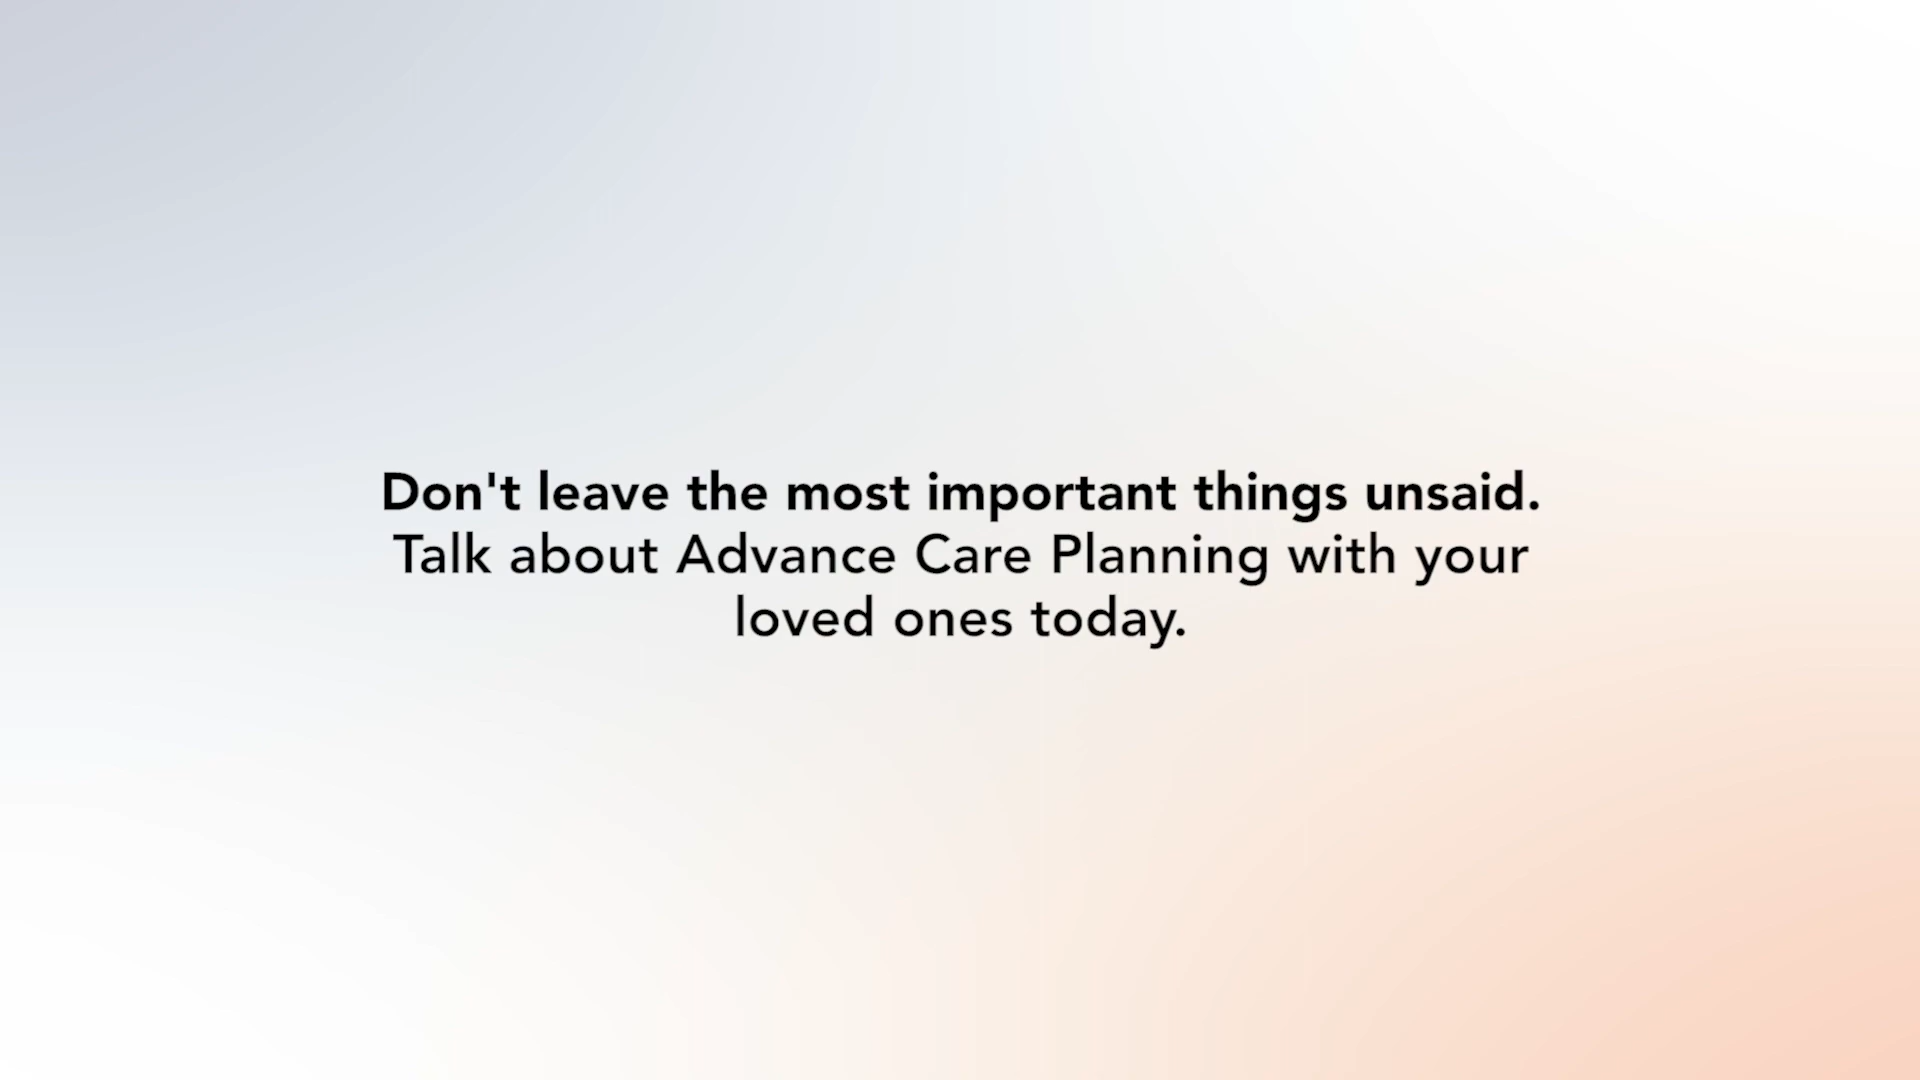 Don't leave the most important things unsaid.
Talk about Advance Care Planning with your
loved ones today.